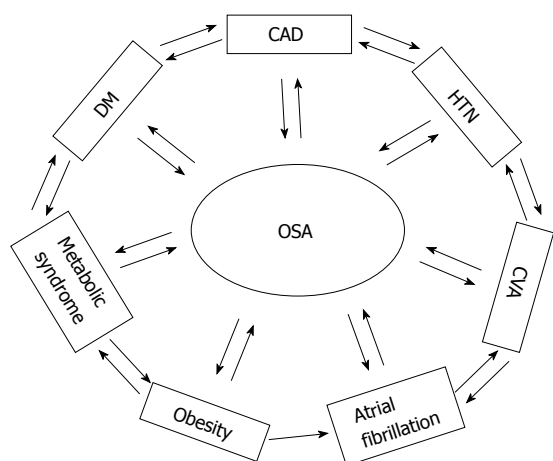 CAD
HTN
CVA
Atrial
fibrillation
Obesity
Metabolic
syndrome
DM
OSA